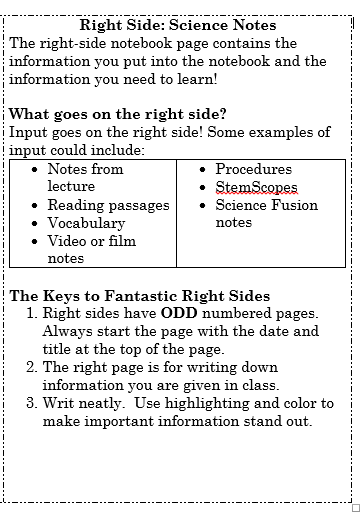 Right Side: Science Notes
The right-side notebook page contains the
information you put into the notebook and the
information you need to learn!
What goes on the right side?
Input goes on the right side! Some examples of
input could include:
• Notes from
lecture
• Reading passages
• Vocabulary
• Video or film
notes
• Procedures
• StemScopes
• Science Fusion
notes
The Keys to Fantastic Right Sides
1. Right sides have ODD numbered pages.
Always start the page with the date and
title at the top of the page.
2. The right page is for writing down
information you are given in class.
3. Writ neatly.  Use highlighting and color to
make important information stand out.